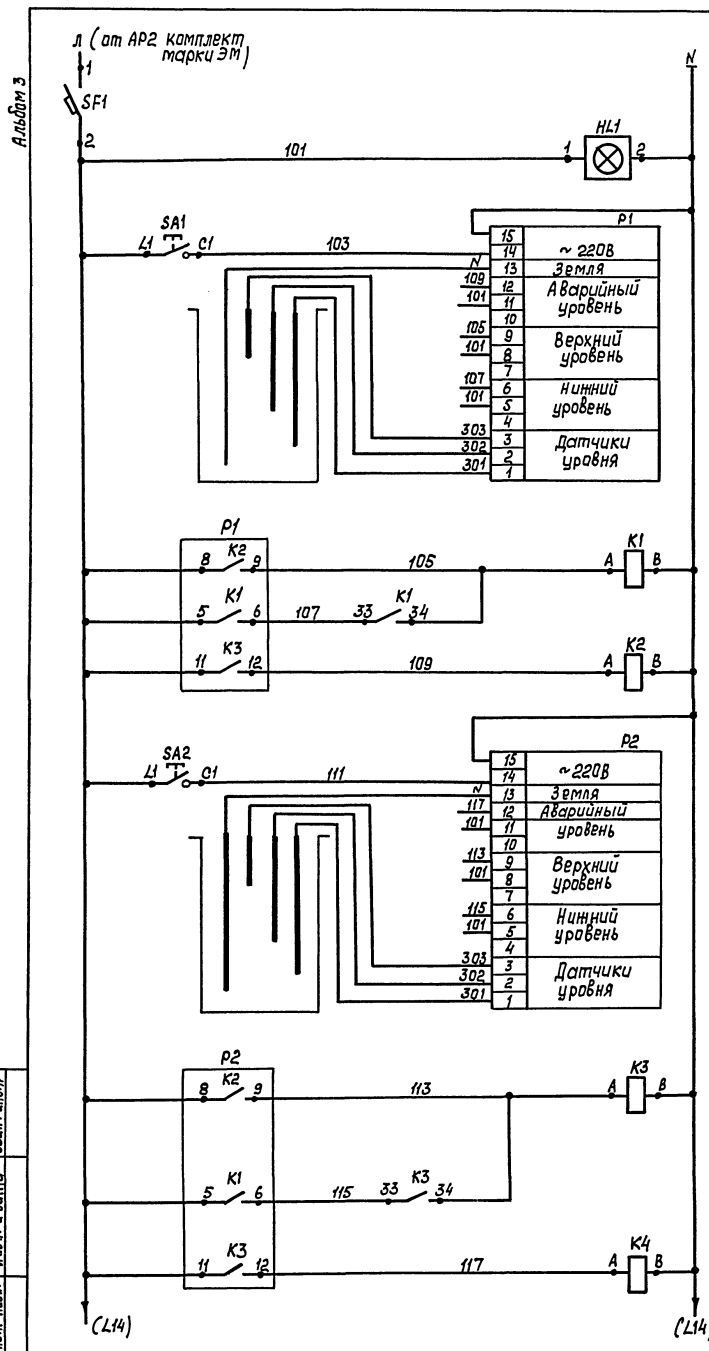 Альбом 3
Л (от АР2 комплект
марки ЭМ)
N
1
SF1
2
101
1
HL1
2
SA1
L1
C1
103
P1
15
14
~ 220В
N
13
Земля
109
12
Аварийный
101
11
уровень
10
105
9
Верхний
101
8
уровень
7
107
6
Нижний
101
5
уровень
4
303
3
Датчики
302
2
уровня
301
1
P1
8
K2
9
105
A
K1
B
5
K1
6
107
33
K1
34
11
K3
12
109
A
K2
B
SA2
L1
C1
111
P2
15
14
~ 220В
N
13
Земля
117
12
Аварийный
101
11
уровень
10
113
9
Верхний
101
8
уровень
7
115
6
Нижний
101
5
уровень
4
303
3
Датчики
302
2
уровня
301
1
P2
8
K2
9
113
A
K3
B
5
K1
6
115
33
K3
34
11
K3
12
117
A
K4
B
(L14)
(L14)